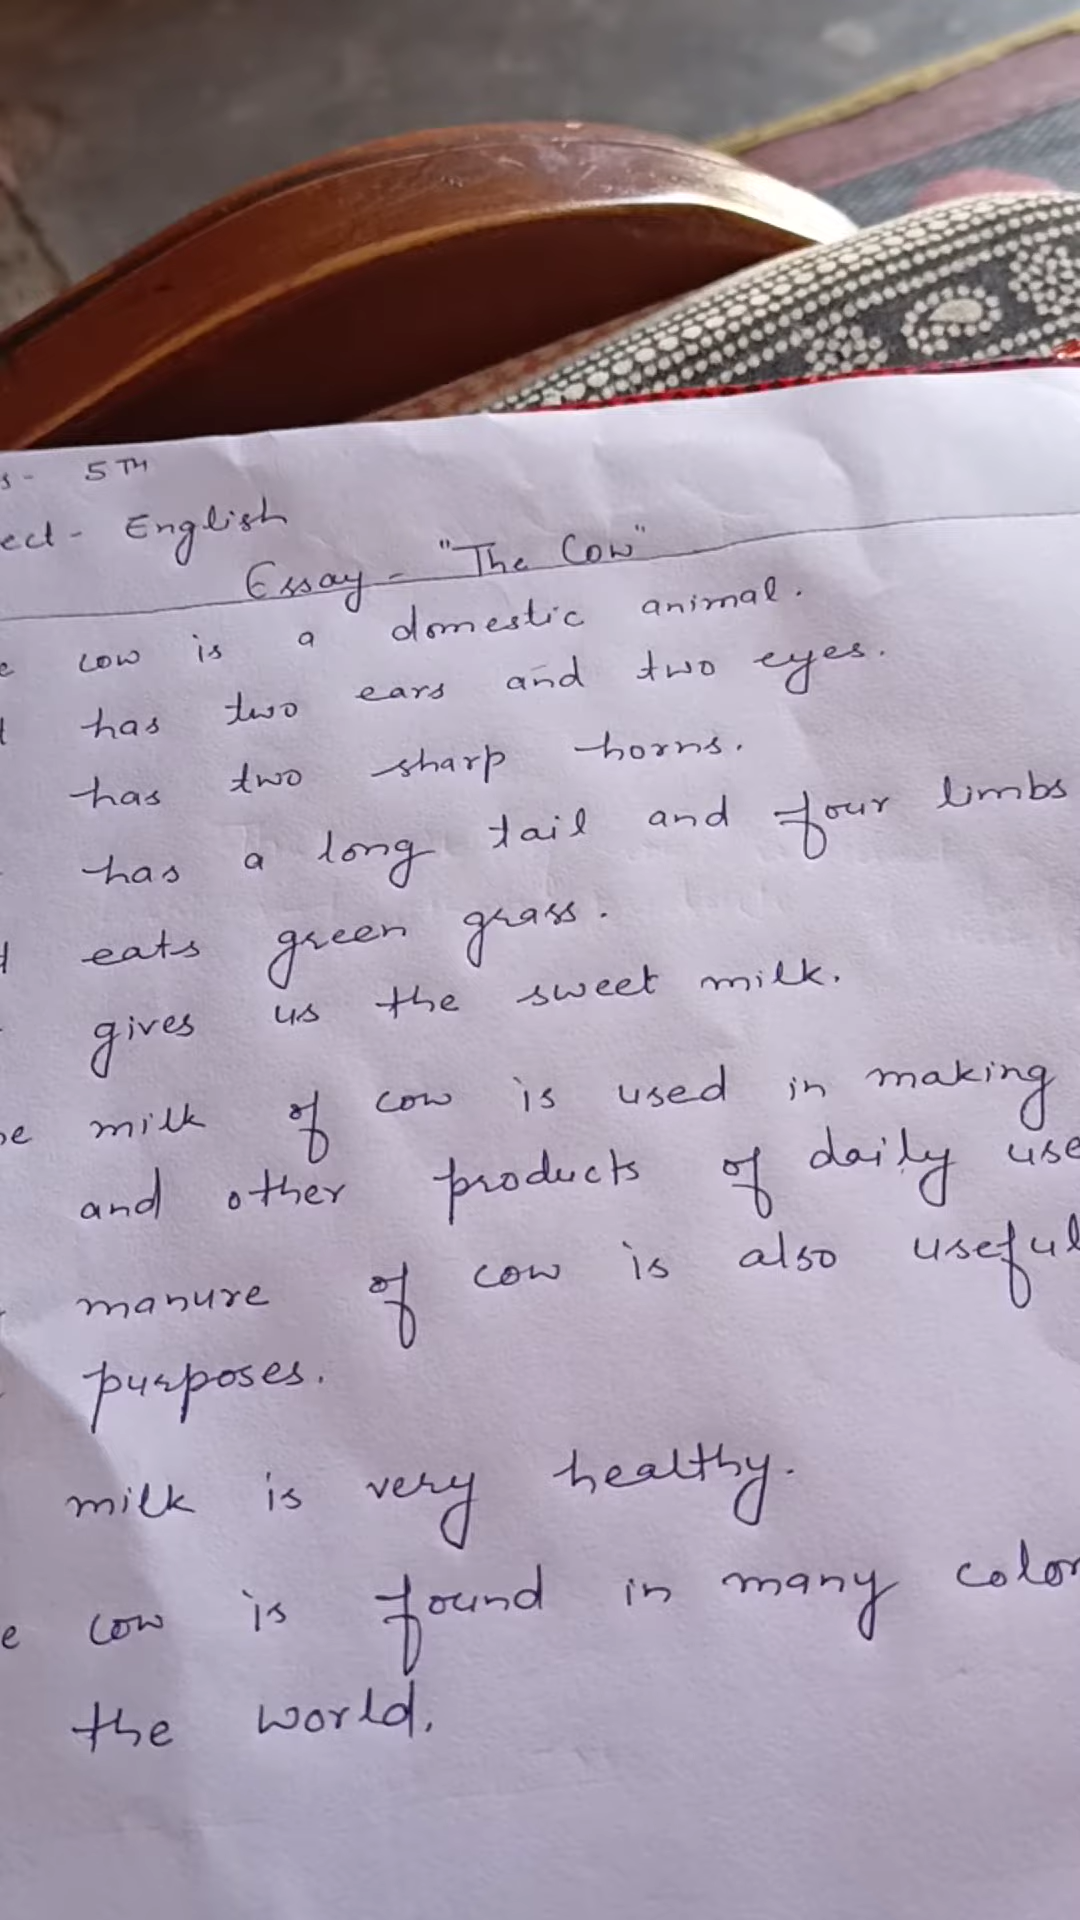 5TH
English
Essay - "The Cow"
cow is a domestic animal.
has two ears and two eyes.
has two sharp horns.
has a long tail and four limbs
eats green grass.
gives us the sweet milk.
milk of cow is used in making
and other products of daily use
manure of cow is also useful
purposes.
milk is very healthy.
cow is found in many
the world.